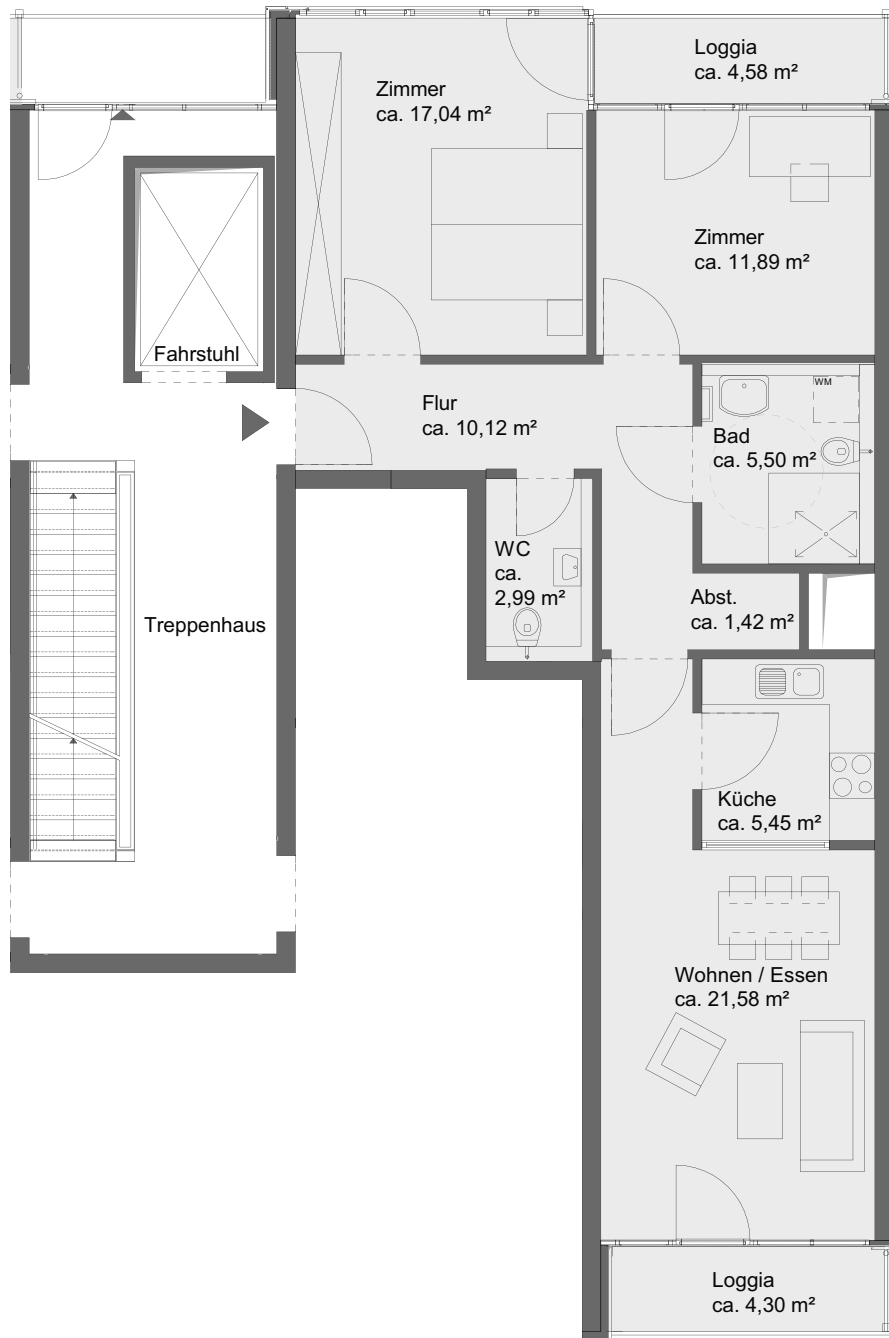 Loggia
ca. 4,58 m²
Zimmer
ca. 17,04 m²
Zimmer
ca. 11,89 m²
Fahrstuhl
Flur
ca. 10,12 m²
WM
Bad
ca. 5,50 m²
WC
ca.
2,99 m²
Abst.
ca. 1,42 m²
Treppenhaus
Küche
ca. 5,45 m²
Wohnen / Essen
ca. 21,58 m²
Loggia
ca. 4,30 m²